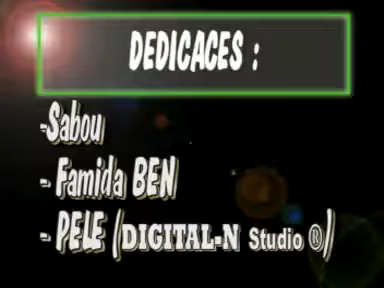 DEDICACES :
-Sabou
- Famida BEN
- PELE (DIGITAL-N Studio ®)